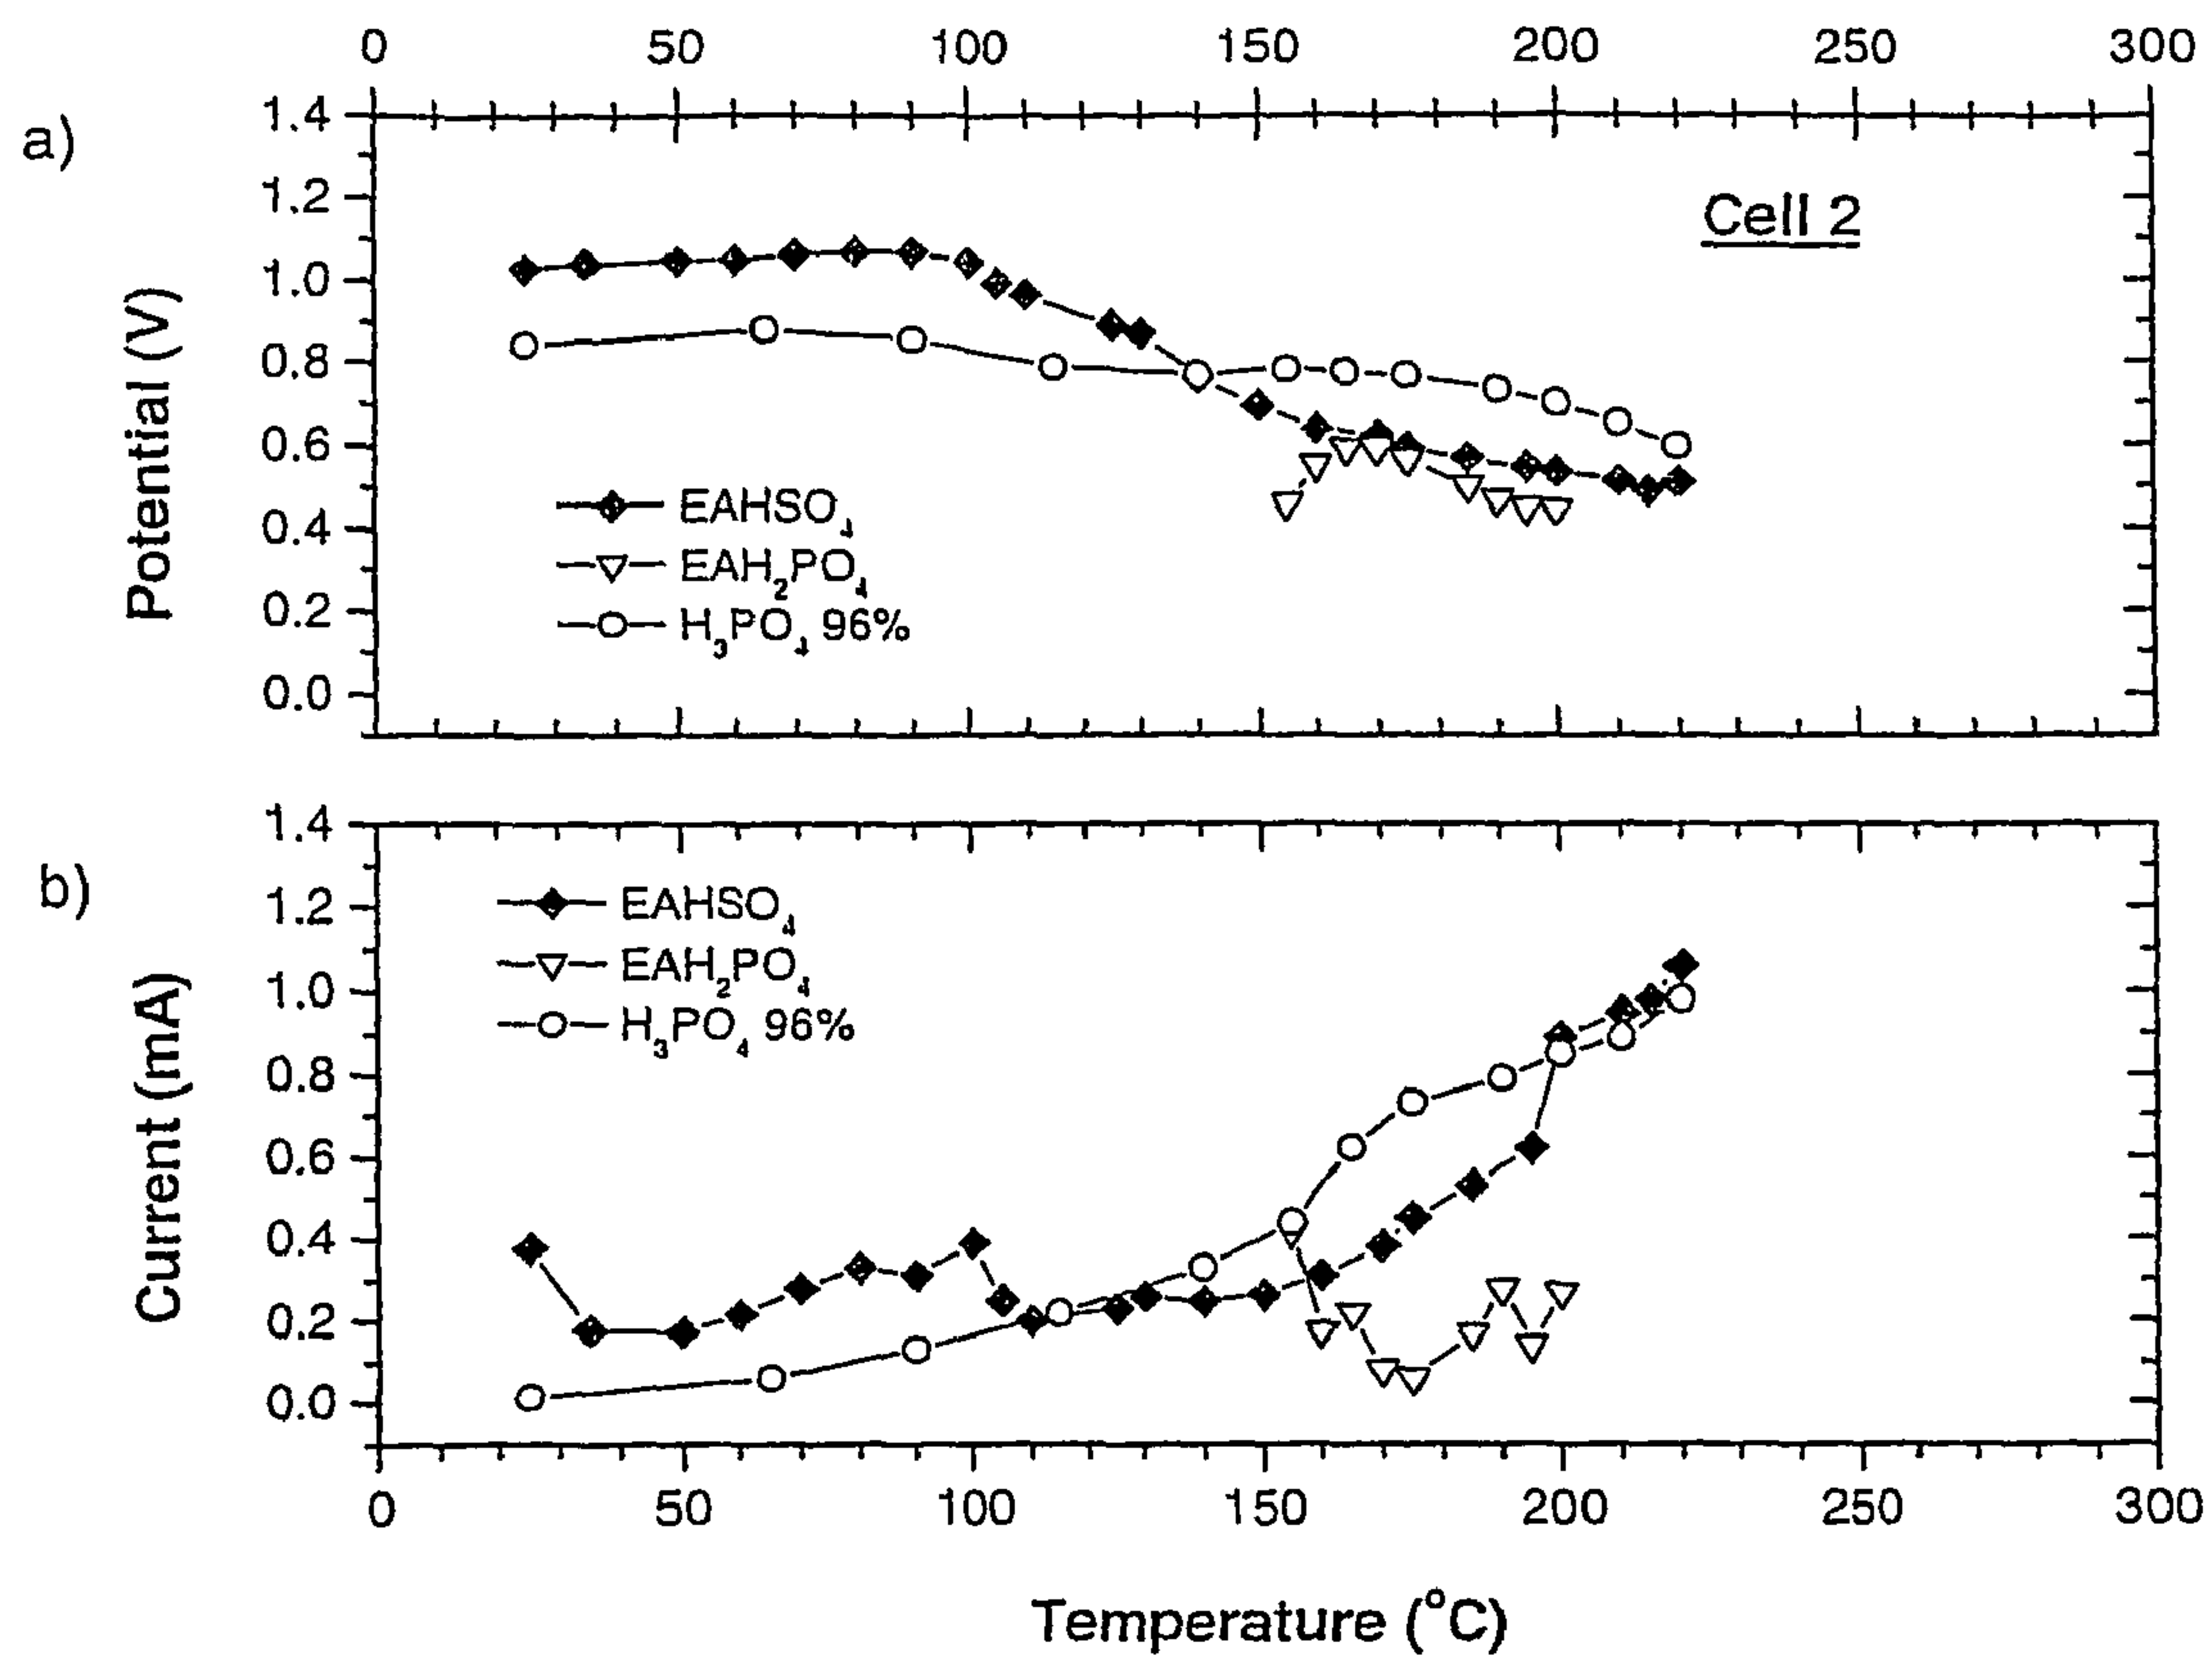 0 50 100 150 200 250 300
a)
1.4
1.2
1.0
0.8
0.6
0.4
0.2
0.0
Potential (V)
Cell 2
EAHSO₄
EAH₂PO₄
H₃PO₄ 96%
b)
1.4
1.2
1.0
0.8
0.6
0.4
0.2
0.0
Current (mA)
EAHSO₄
EAH₂PO₄
H₃PO₄ 96%
0 50 100 150 200 250 300
Temperature (°C)